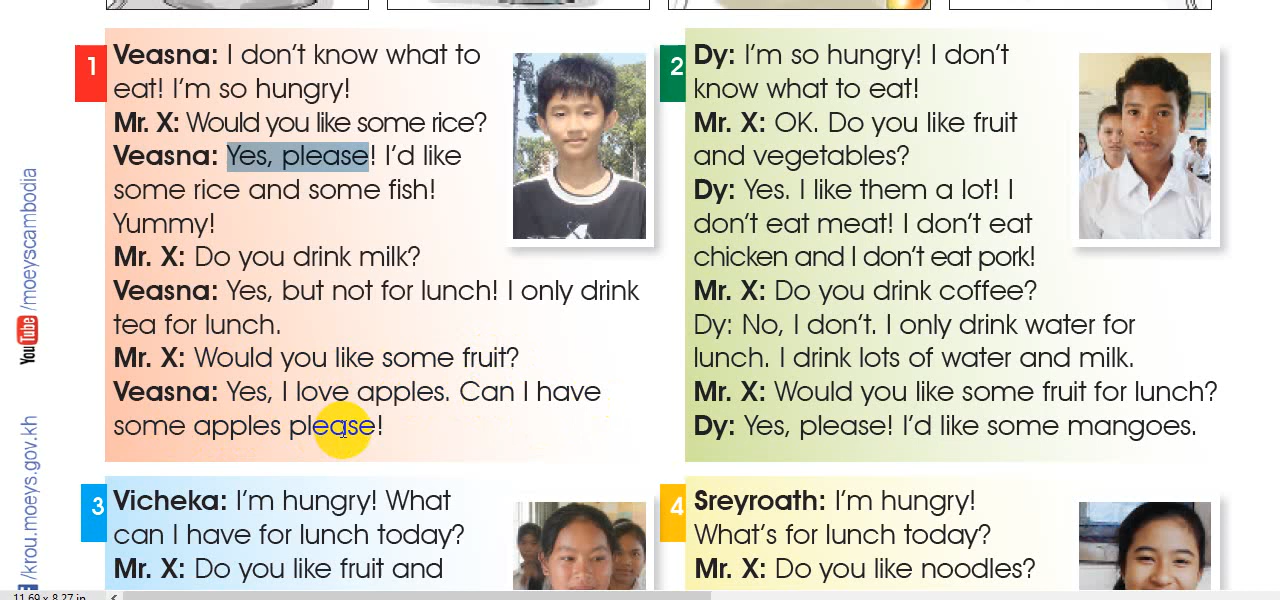 1
Veasna: I don't know what to
eat! I'm so hungry!
Mr. X: Would you like some rice?
Veasna: Yes, please! I'd like
some rice and some fish!
Yummy!
Mr. X: Do you drink milk?
Veasna: Yes, but not for lunch! I only drink
tea for lunch.
Mr. X: Would you like some fruit?
Veasna: Yes, I love apples. Can I have
some apples please!
2
Dy: I'm so hungry! I don't
know what to eat!
Mr. X: OK. Do you like fruit
and vegetables?
Dy: Yes. I like them a lot! I
don't eat meat! I don't eat
chicken and I don't eat pork!
Mr. X: Do you drink coffee?
Dy: No, I don't. I only drink water for
lunch. I drink lots of water and milk.
Mr. X: Would you like some fruit for lunch?
Dy: Yes, please! I'd like some mangoes.
3
Vicheka: I'm hungry! What
can I have for lunch today?
Mr. X: Do you like fruit and
4
Sreyroath: I'm hungry!
What's for lunch today?
Mr. X: Do you like noodles?
YouTube /moeyscambodia
/krou.moeys.gov.kh
11.69 x 8.27 in